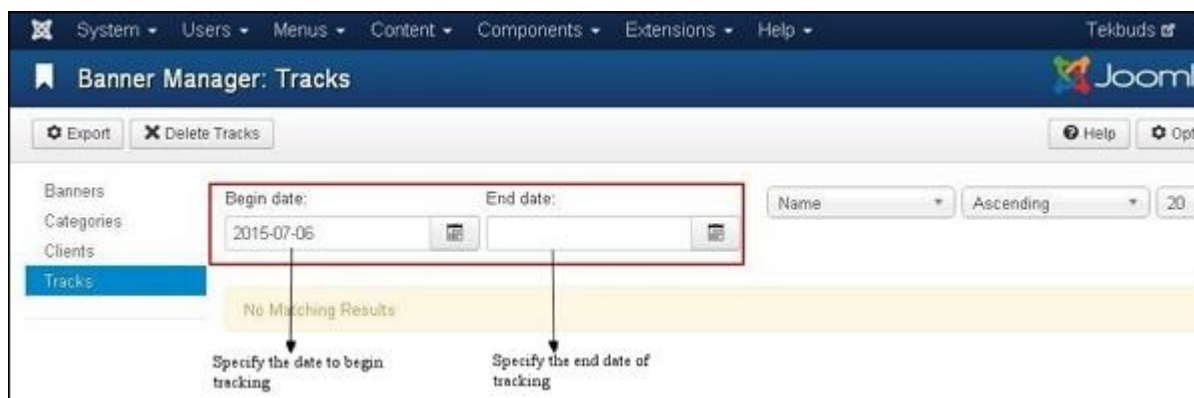 System Users Menus Content Components Extensions Help Tekbuds
Banner Manager: Tracks Jooml
Export Delete Tracks Help Opt
Banners
Categories
Clients
Tracks
Begin date: End date:
2015-07-06
Name Ascending 20
No Matching Results
Specify the date to begin
tracking
Specify the end date of
tracking